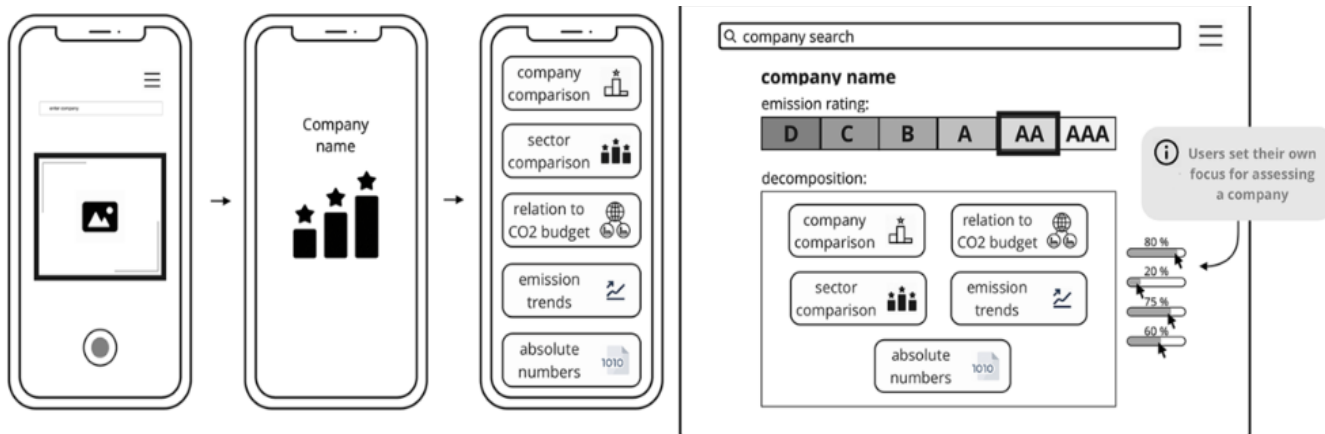 enter company
Company
name
company
comparison
sector
comparison
relation to
CO2 budget
emission
trends
absolute
numbers
1010
company search
company name
emission rating:
D C B A AA AAA
decomposition:
company
comparison
relation to
CO2 budget
sector
comparison
emission
trends
absolute
numbers
1010
80 %
20 %
75 %
60 %
i
Users set their own
focus for assessing
a company